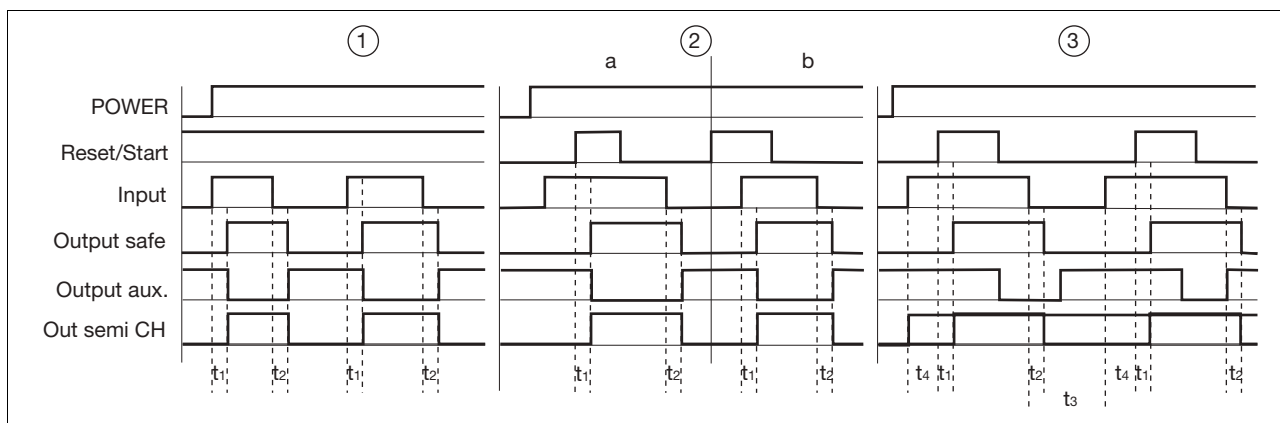 ① ② ③
a b
POWER
Reset/Start
Input
Output safe
Output aux.
Out semi CH
t1 t2 t1 t2 t1 t2 t1 t2 t4 t1 t2 t4 t1 t2
t3